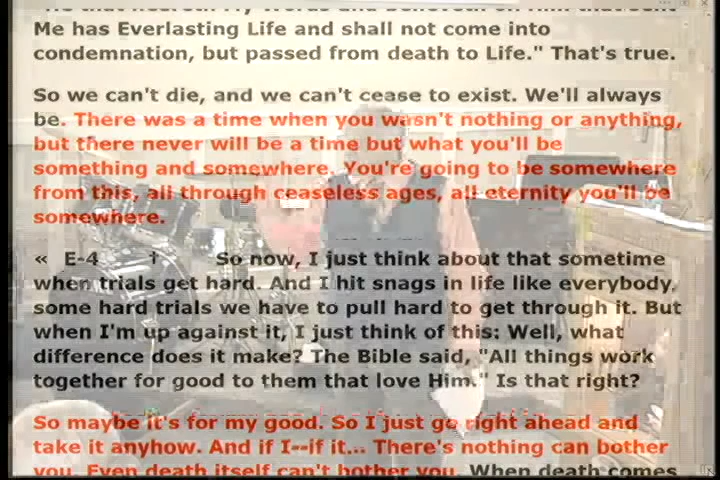 Me has Everlasting Life and shall not come into
condemnation, but passed from death to Life." That's true.
So we can't die, and we can't cease to exist. We'll always
be. There was a time when you wasn't nothing or anything,
but there never will be a time but what you'll be
something and somewhere. You're going to be somewhere
from this, all through ceaseless ages, all eternity you'll be
somewhere.
« E-4 † So now, I just think about that sometime
when trials get hard. And I hit snags in life like everybody,
some hard trials we have to pull hard to get through it. But
when I'm up against it, I just think of this: Well, what
difference does it make? The Bible said, "All things work
together for good to them that love Him." Is that right?
So maybe it's for my good. So I just go right ahead and
take it anyhow. And if I--if it... There's nothing can bother
you. Even death itself can't bother you. When death comes